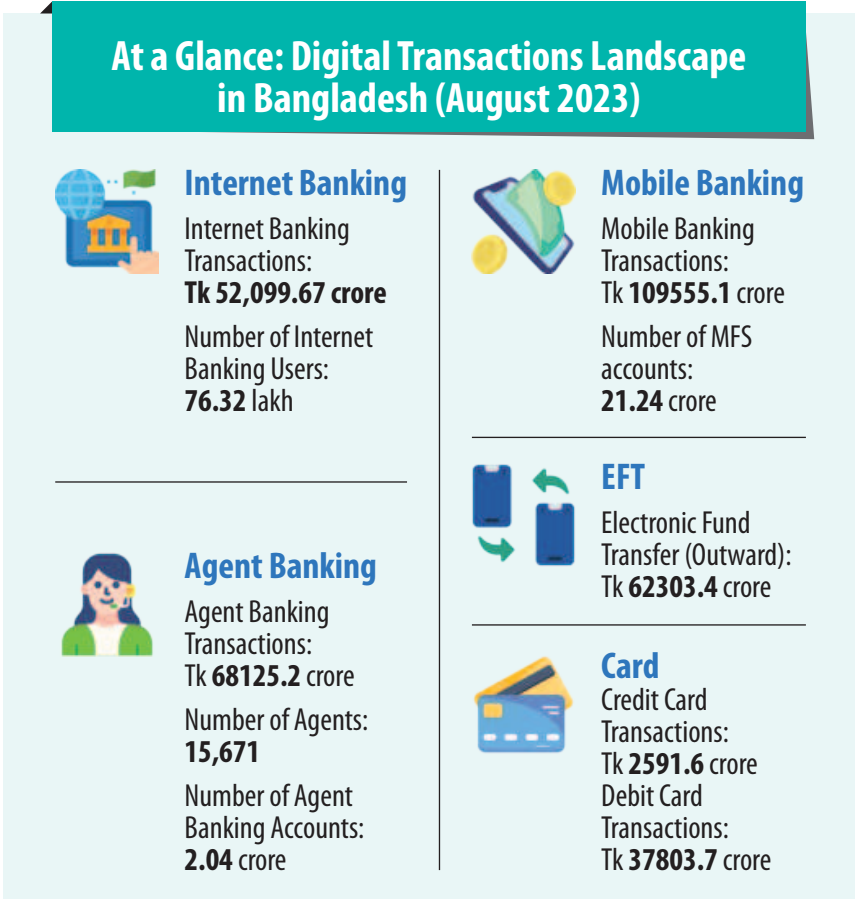 At a Glance: Digital Transactions Landscape
in Bangladesh (August 2023)
Internet Banking
Internet Banking
Transactions:
Tk 52,099.67 crore
Number of Internet
Banking Users:
76.32 lakh
Agent Banking
Agent Banking
Transactions:
Tk 68125.2 crore
Number of Agents:
15,671
Number of Agent
Banking Accounts:
2.04 crore
Mobile Banking
Mobile Banking
Transactions:
Tk 109555.1 crore
Number of MFS
accounts:
21.24 crore
EFT
Electronic Fund
Transfer (Outward):
Tk 62303.4 crore
Card
Credit Card
Transactions:
Tk 2591.6 crore
Debit Card
Transactions:
Tk 37803.7 crore